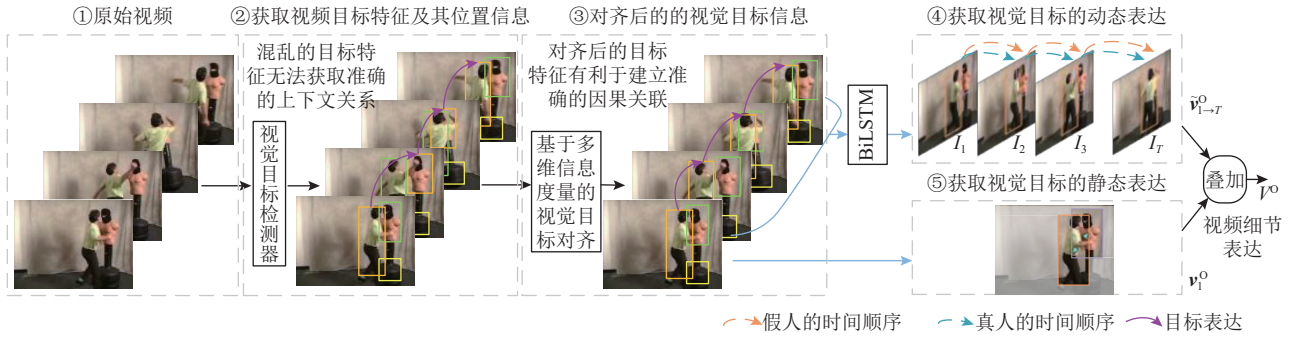 ①原始视频
②获取视频目标特征及其位置信息
③对齐后的的视觉目标信息
④获取视觉目标的动态表达
混乱的目标特
征无法获取准确
的上下文关系
视觉目标检测器
对齐后的目标
特征有利于建立准
确的因果关联
基于多
维信息
度量的
视觉目
标对齐
BiLSTM
I₁
I₂
I₃
I_T
ṽ^O_{1→T}
⑤获取视觉目标的静态表达
叠加
V^O
视频细节
表达
v^O_1
假人的时间顺序
真人的时间顺序
目标表达